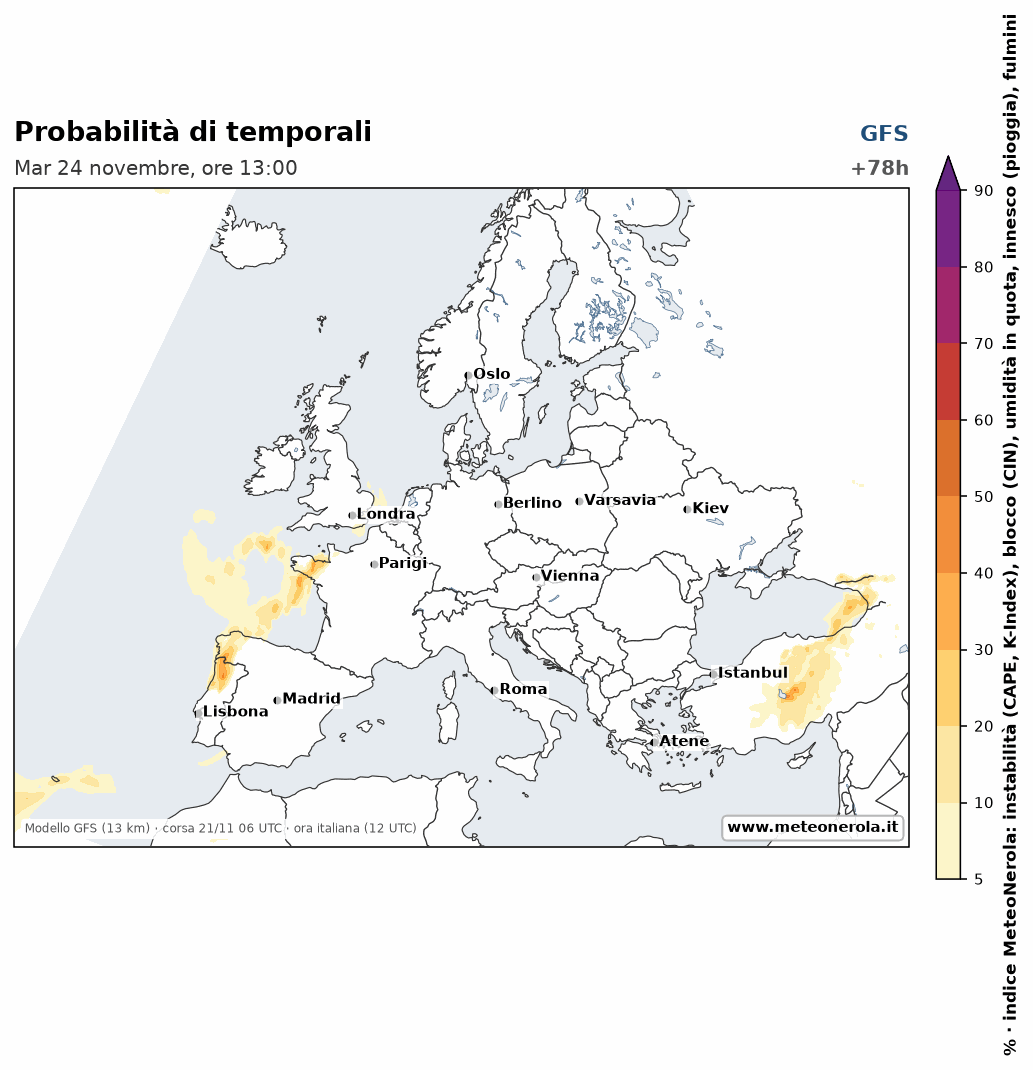 Probabilità di temporali
GFS
Mar 24 novembre, ore 13:00
+78h
Oslo
Londra
Berlino
Varsavia
Kiev
Parigi
Vienna
Istanbul
Roma
Madrid
Lisbona
Atene
Modello GFS (13 km) · corsa 21/11 06 UTC · ora italiana (12 UTC)
www.meteonerola.it
90
80
70
60
50
40
30
20
10
5
% · indice MeteoNerola: instabilità (CAPE, K-Index), blocco (CIN), umidità in quota, innesco (pioggia), fulmini